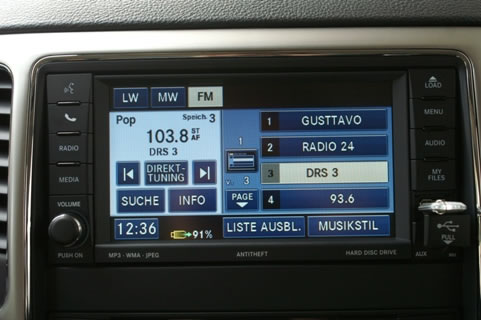 LW MW FM
LOAD
Pop Speich. 3
1 GUSTTAVO
MENU
103.8 ST AF
DRS 3
1
2 RADIO 24
RADIO
AUDIO
DIREKT-
TUNING
3 DRS 3
MEDIA
v. 3
MY
FILES
SUCHE INFO
PAGE
4 93.6
VOLUME
12:36
91%
LISTE AUSBL.
MUSIKSTIL
PULL
PUSH ON
MP3 · WMA · JPEG
ANTITHEFT
HARD DISC DRIVE
AUX